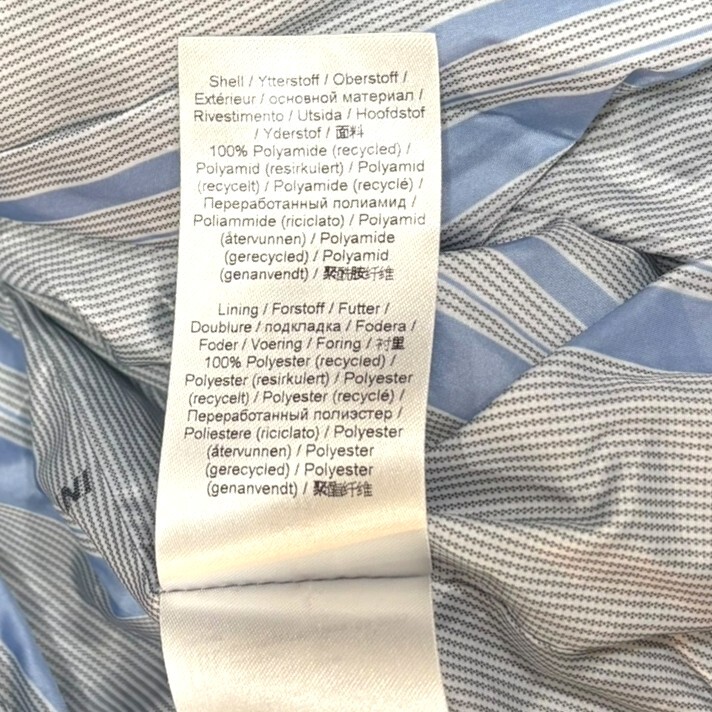 Shell / Ytterstoff / Oberstoff /
Extérieur / основной материал /
Rivestimento / Utsida / Hoofdstof
/ Yderstof / 面料
100% Polyamide (recycled) /
Polyamid (resirkulert) / Polyamid
(recycelt) / Polyamide (recyclé) /
Переработанный полиамид /
Poliammide (riciclato) / Polyamid
(återvunnen) / Polyamide
(gerecycled) / Polyamid
(genanvendt) / 聚酰胺纤维
Lining / Forstoff / Futter /
Doublure / подкладка / Fodera /
Foder / Voering / Foring / 衬里
100% Polyester (recycled) /
Polyester (resirkulert) / Polyester
(recycelt) / Polyester (recyclé) /
Переработанный полиэстер /
Poliestere (riciclato) / Polyester
(återvunnen) / Polyester
(gerecycled) / Polyester
(genanvendt) / 聚酯纤维